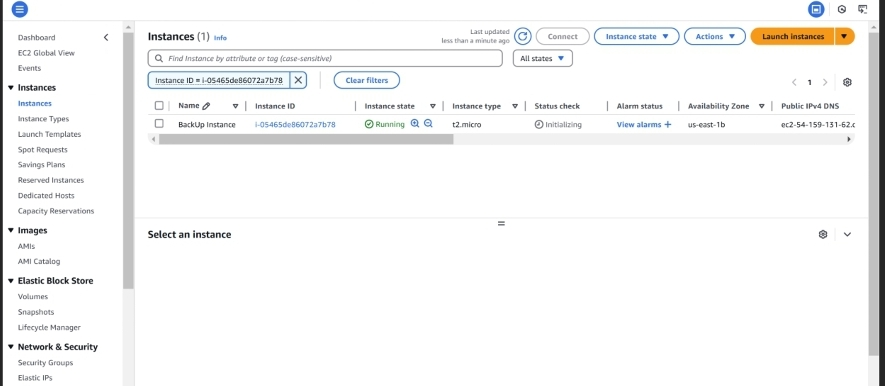 Dashboard
EC2 Global View
Events
Instances
Instances
Instance Types
Launch Templates
Spot Requests
Savings Plans
Reserved Instances
Dedicated Hosts
Capacity Reservations
Images
AMIs
AMI Catalog
Elastic Block Store
Volumes
Snapshots
Lifecycle Manager
Network & Security
Security Groups
Elastic IPs
Instances (1) Info
Last updated
less than a minute ago
Connect
Instance state
Actions
Launch instances
Find Instance by attribute or tag (case-sensitive)
All states
Instance ID = i-05465de86072a7b78
Clear filters
1
Name Instance ID Instance state Instance type Status check Alarm status Availability Zone Public IPv4 DNS
BackUp Instance i-05465de86072a7b78 Running t2.micro Initializing View alarms + us-east-1b ec2-54-159-131-62.c
Select an instance